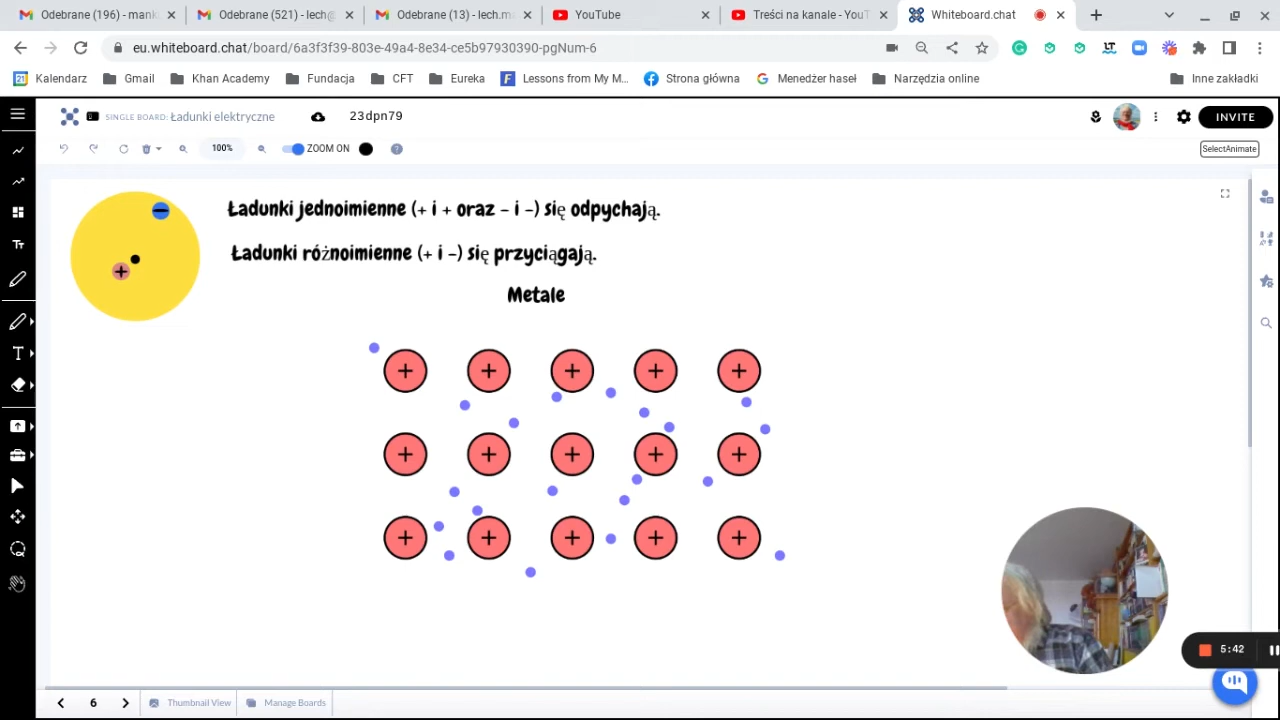 Odebrane (196) - mank
Odebrane (521) - lech@
Odebrane (13) - lech.m
YouTube
Treści na kanale - YouT
Whiteboard.chat
eu.whiteboard.chat/board/6a3f3f39-803e-49a4-8e34-ce5b97930390-pgNum-6
Kalendarz
Gmail
Khan Academy
Fundacja
CFT
Eureka
Lessons from My M...
Strona główna
Menedżer haseł
Narzędzia online
Inne zakładki
SINGLE BOARD: Ładunki elektryczne
23dpn79
INVITE
100%
ZOOM ON
SelectAnimate
Ładunki jednoimienne (+ i + oraz - i -) się odpychają.
Ładunki różnoimienne (+ i -) się przyciągają.
Metale
+ + + + +
+ + + + +
+ + + + +
5:42
6
Thumbnail View
Manage Boards